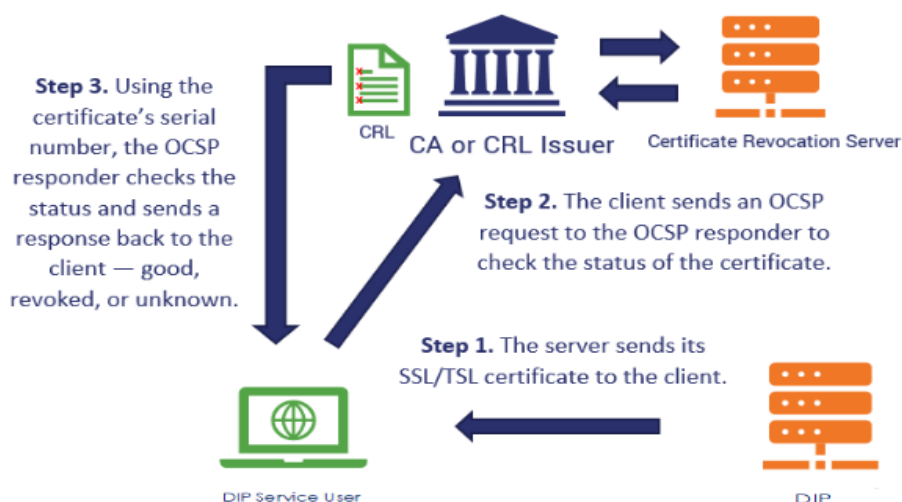 Step 3. Using the
certificate's serial
number, the OCSP
responder checks the
status and sends a
response back to the
client — good,
revoked, or unknown.
CRL
CA or CRL Issuer
Certificate Revocation Server
Step 2. The client sends an OCSP
request to the OCSP responder to
check the status of the certificate.
Step 1. The server sends its
SSL/TSL certificate to the client.
DIP Service User
DIP